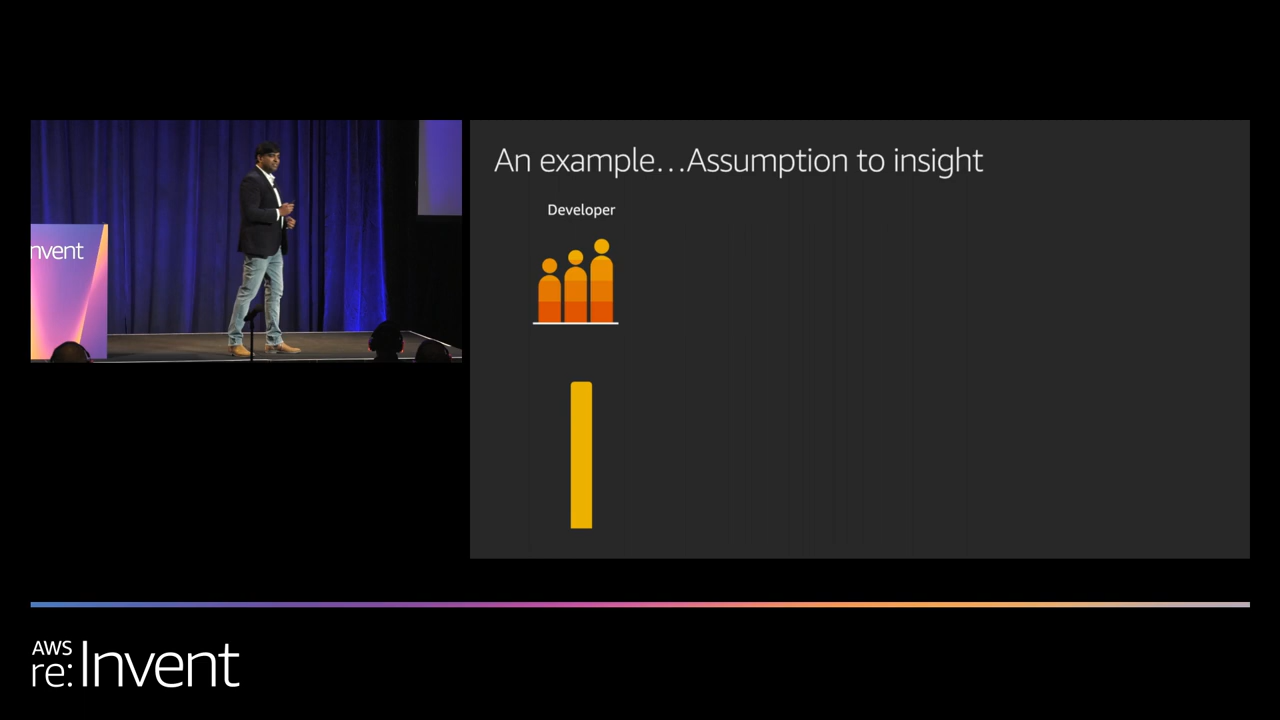 nvent
An example...Assumption to insight
Developer
AWS
re:Invent